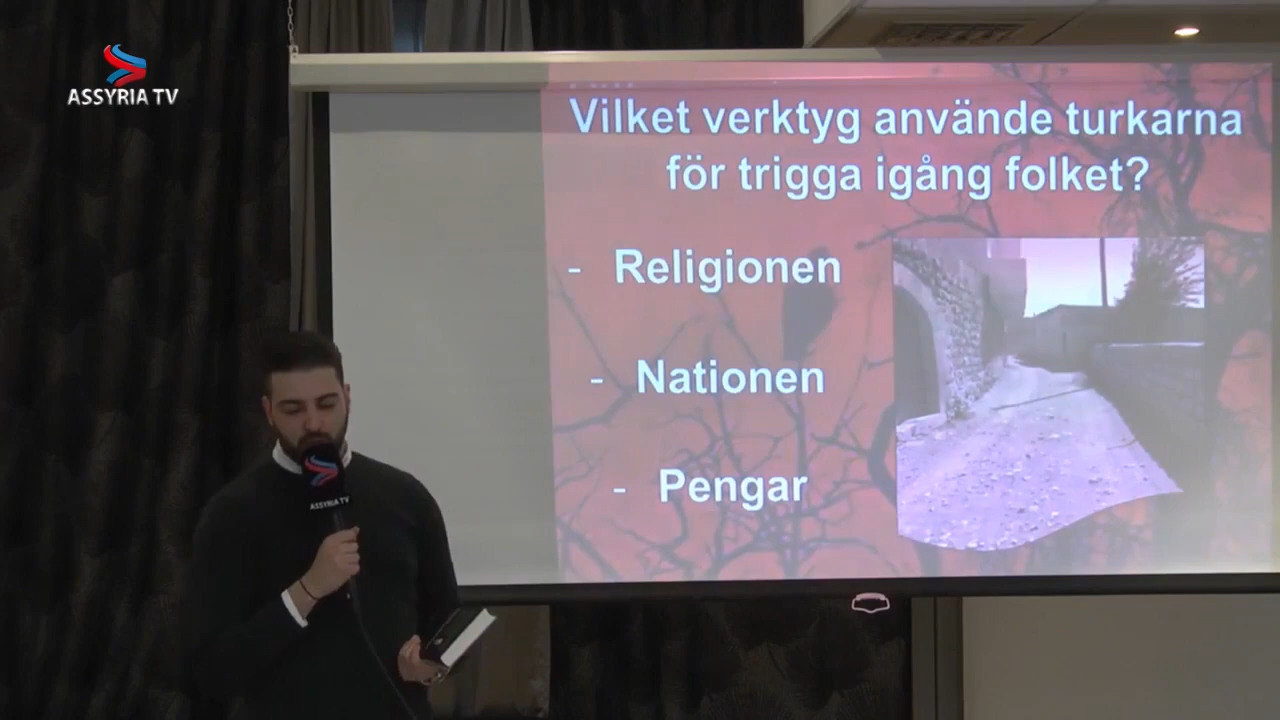 ASSYRIA TV
Vilket verktyg använde turkarna
för trigga igång folket?
- Religionen
- Nationen
- Pengar
ASSYRIA TV